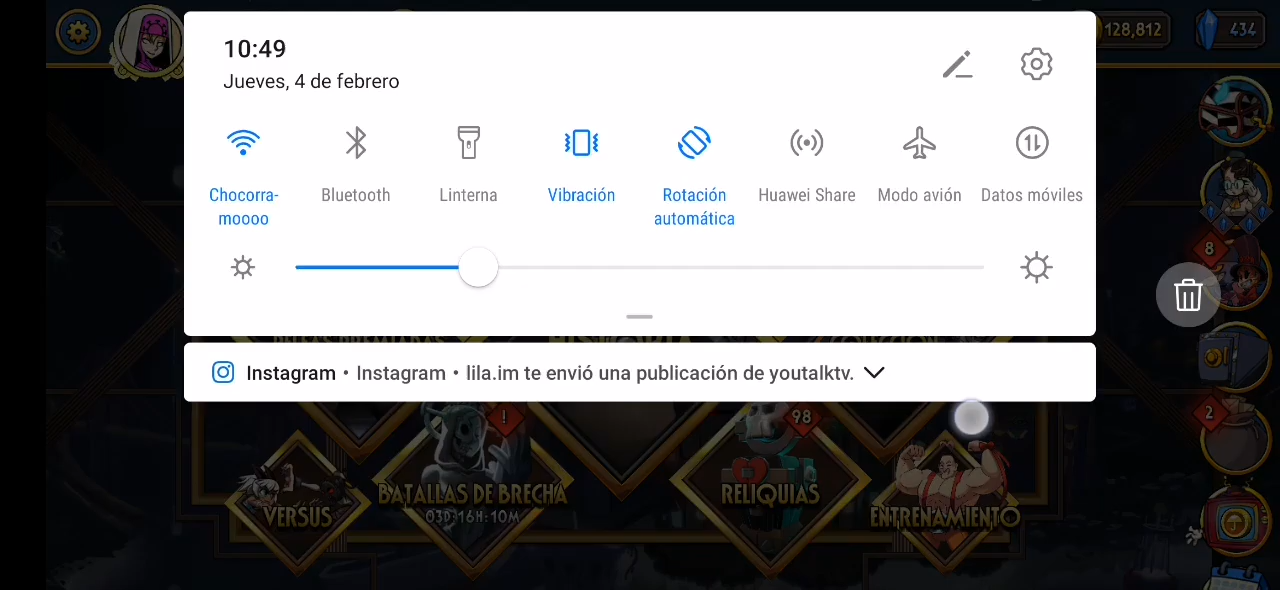 128,812
434
10:49
Jueves, 4 de febrero
Chocorra-
moooo
Bluetooth
Linterna
Vibración
Rotación
automática
Huawei Share
Modo avión
Datos móviles
8
Instagram • Instagram • lila.im te envió una publicación de youtalktv.
!
98
2
VERSUS
BATALLAS DE BRECHA
03D:16H:10M
RELIQUIAS
ENTRENAMIENTO